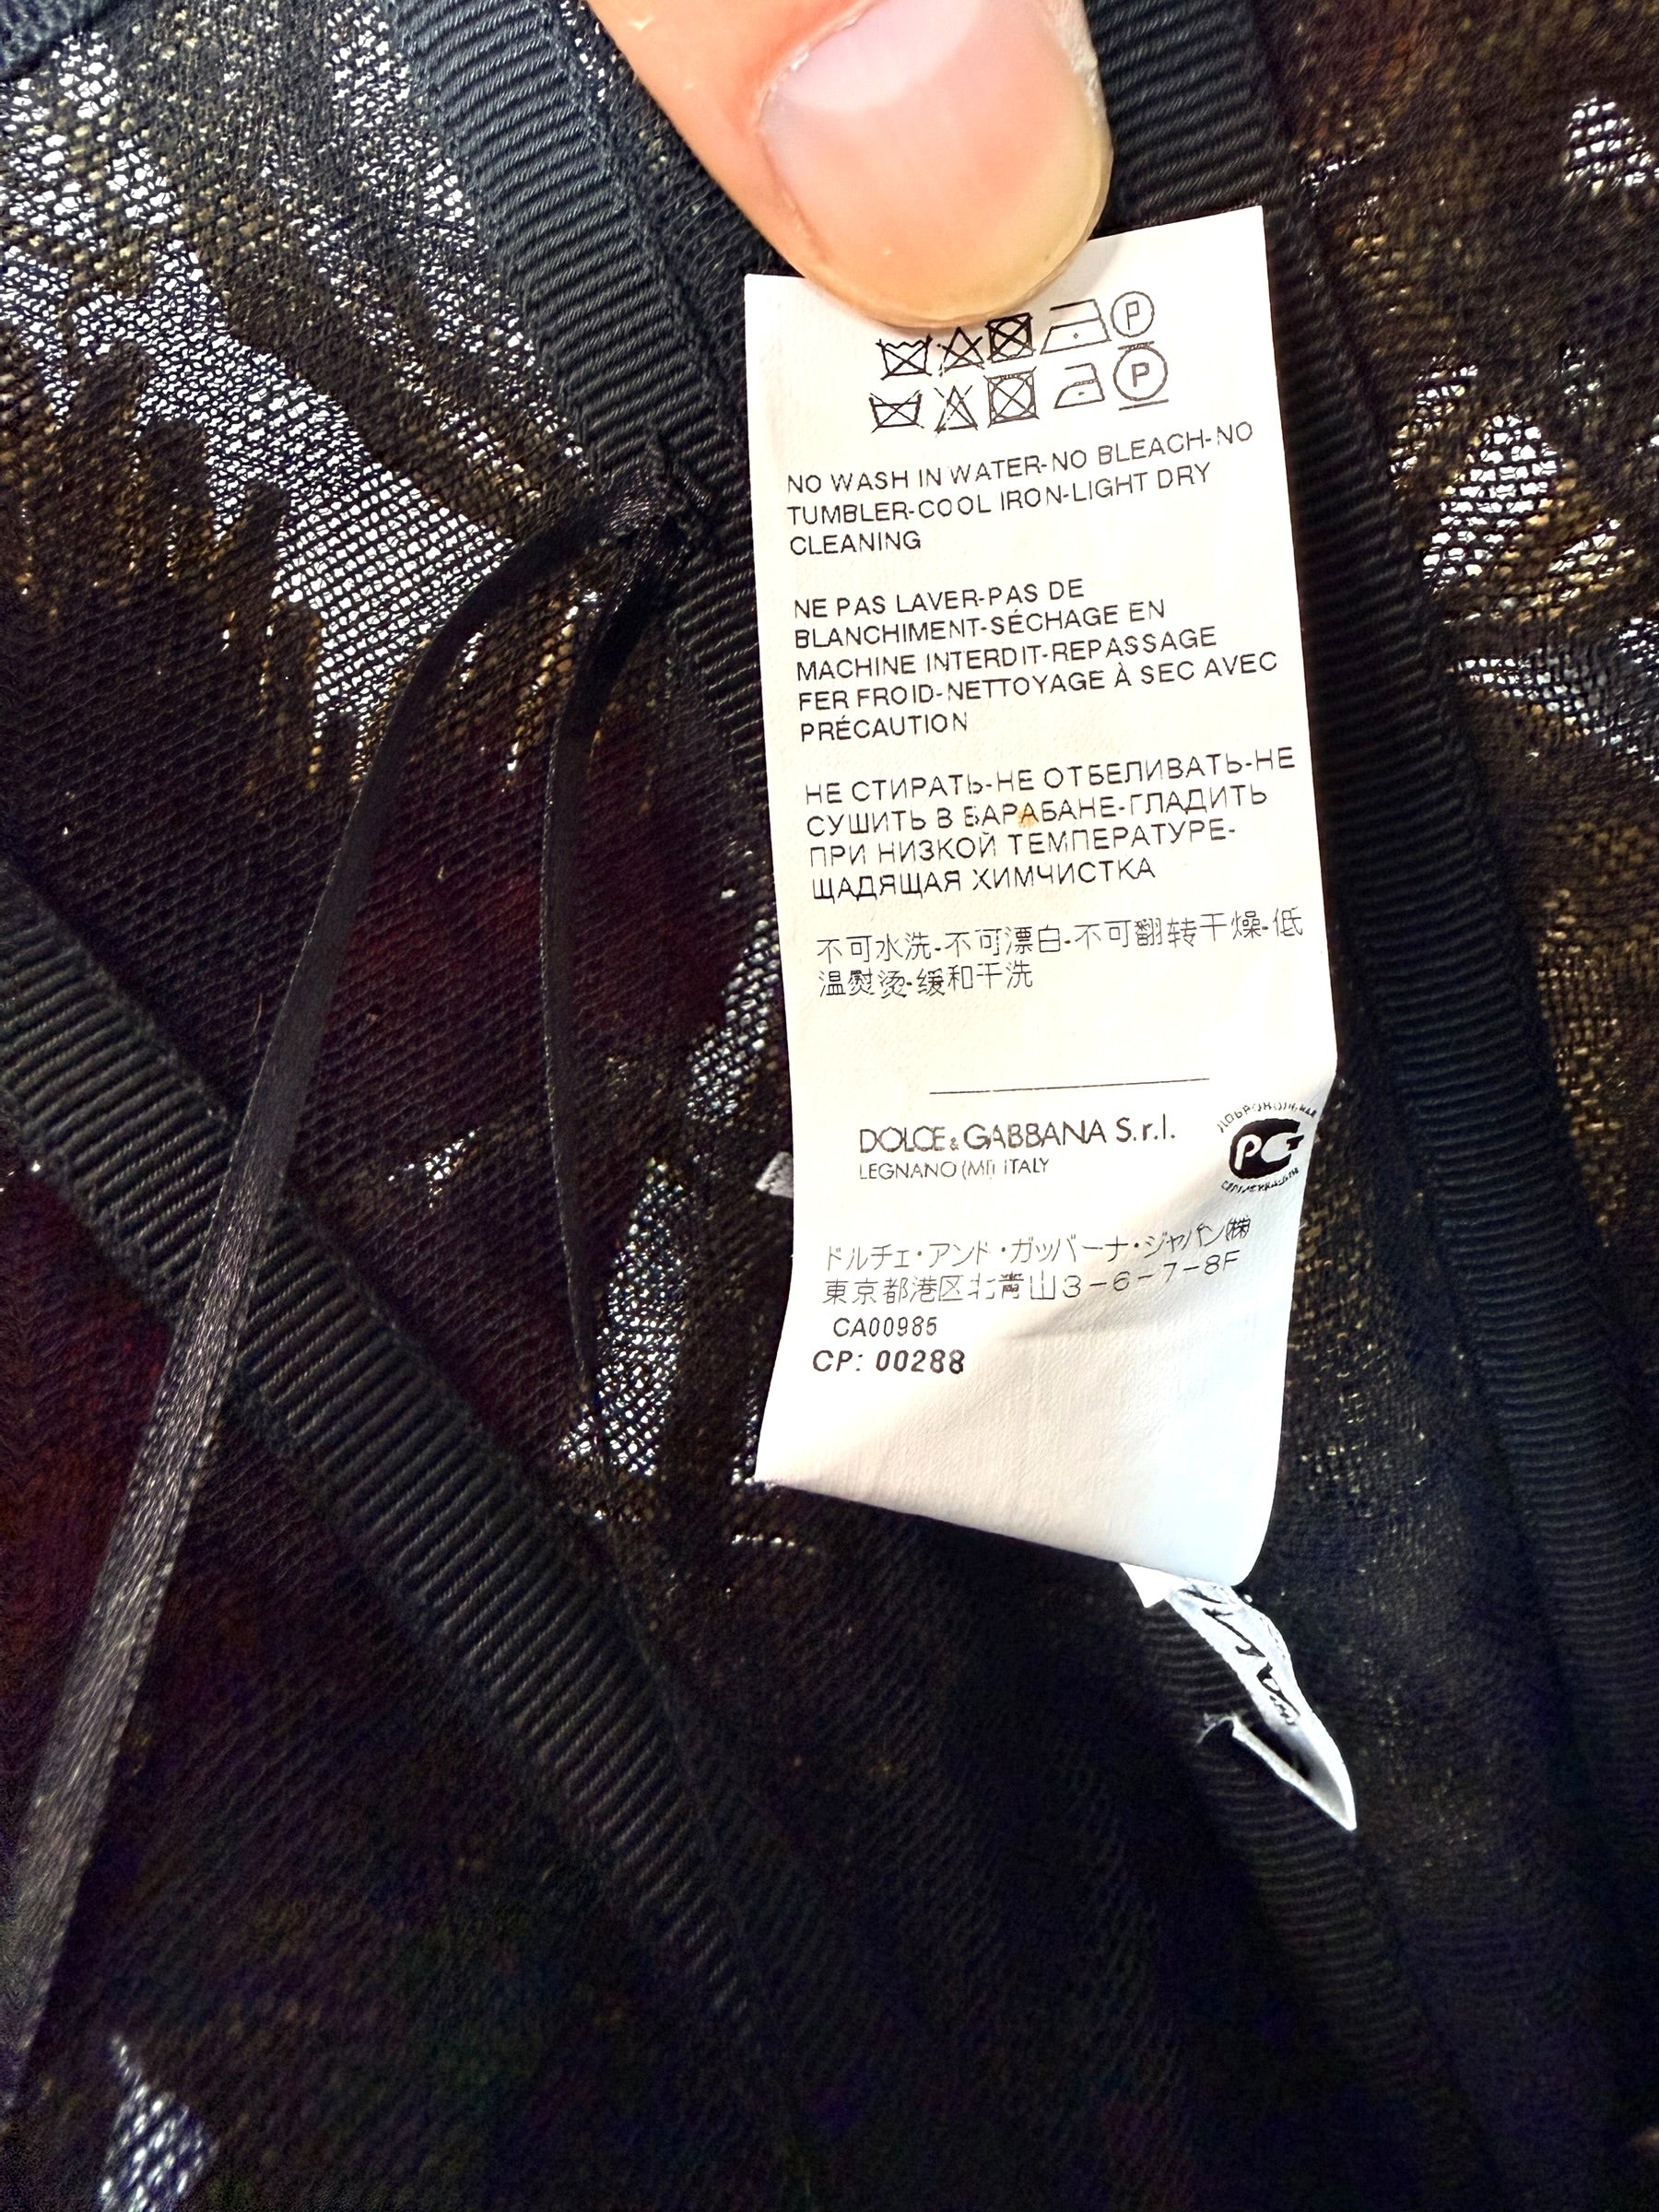 P
P
NO WASH IN WATER-NO BLEACH-NO
TUMBLER-COOL IRON-LIGHT DRY
CLEANING
NE PAS LAVER-PAS DE
BLANCHIMENT-SÉCHAGE EN
MACHINE INTERDIT-REPASSAGE
FER FROID-NETTOYAGE À SEC AVEC
PRÉCAUTION
НЕ СТИРАТЬ-НЕ ОТБЕЛИВАТЬ-НЕ
СУШИТЬ В БАРАБАНЕ-ГЛАДИТЬ
ПРИ НИЗКОЙ ТЕМПЕРАТУРЕ-
ЩАДЯЩАЯ ХИМЧИСТКА
不可水洗-不可漂白-不可翻转干燥-低
温熨烫-缓和干洗
DOLCE & GABBANA S.r.l.
LEGNANO (MI) ITALY
РС
ドルチェ・アンド・ガッバーナ・ジャパン㈱
東京都港区北青山3-6-7-8F
CA00985
CP: 00288